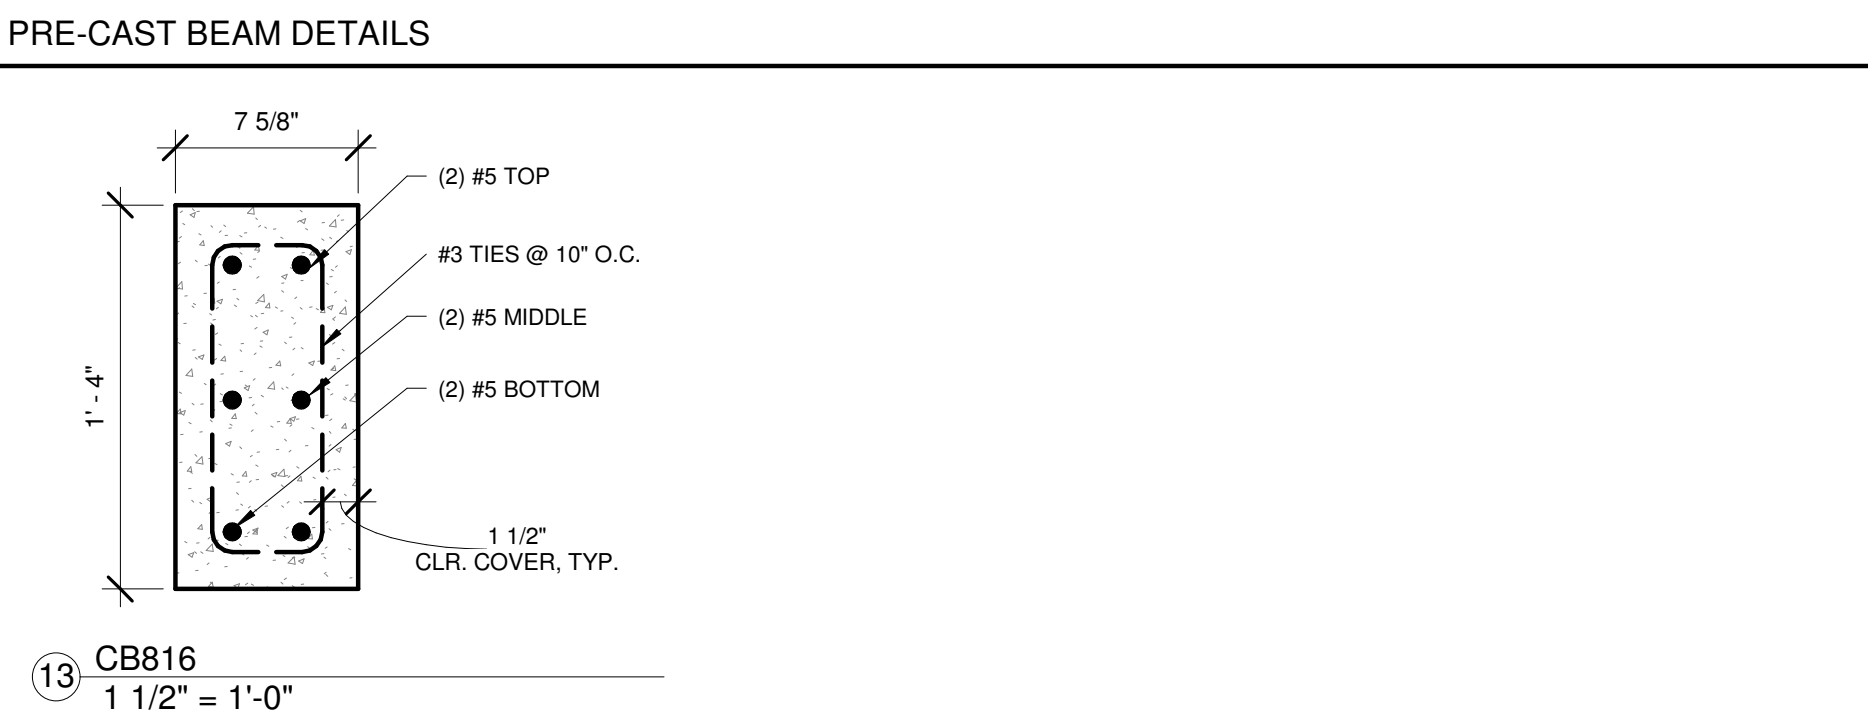 PRE-CAST BEAM DETAILS
7 5/8"
(2) #5 TOP
#3 TIES @ 10" O.C.
(2) #5 MIDDLE
1' - 4"
(2) #5 BOTTOM
1 1/2"
CLR. COVER, TYP.
13
CB816
1 1/2" = 1'-0"